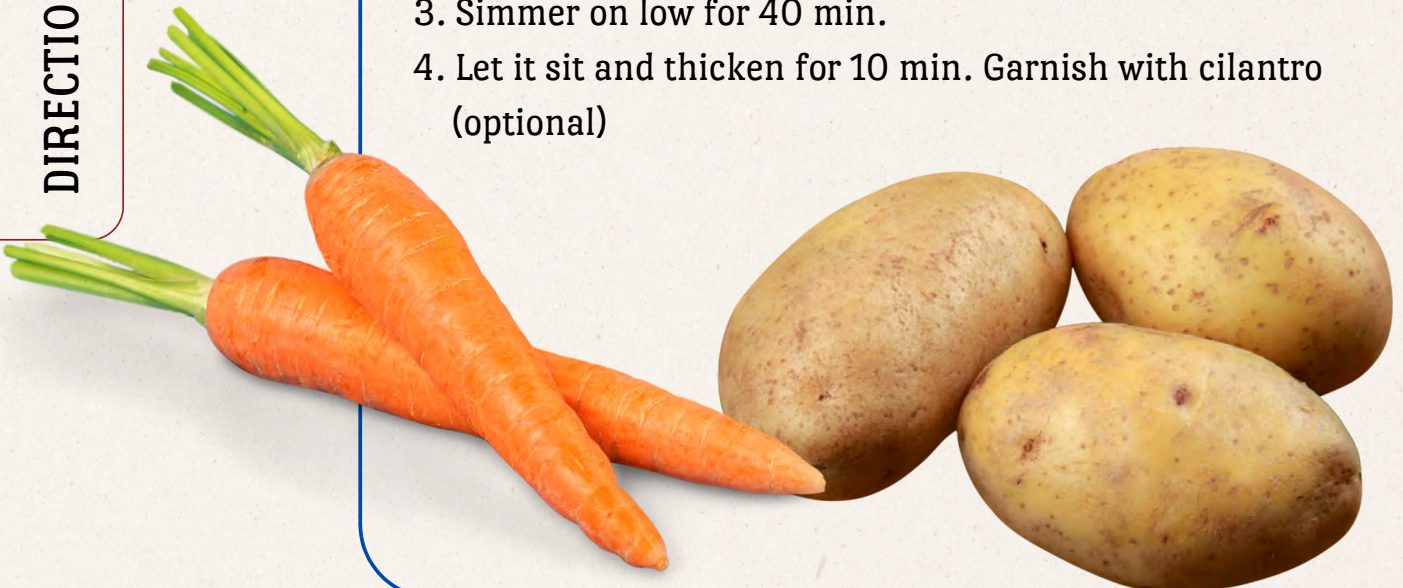 DIRECTIO
3. Simmer on low for 40 min.
4. Let it sit and thicken for 10 min. Garnish with cilantro
(optional)